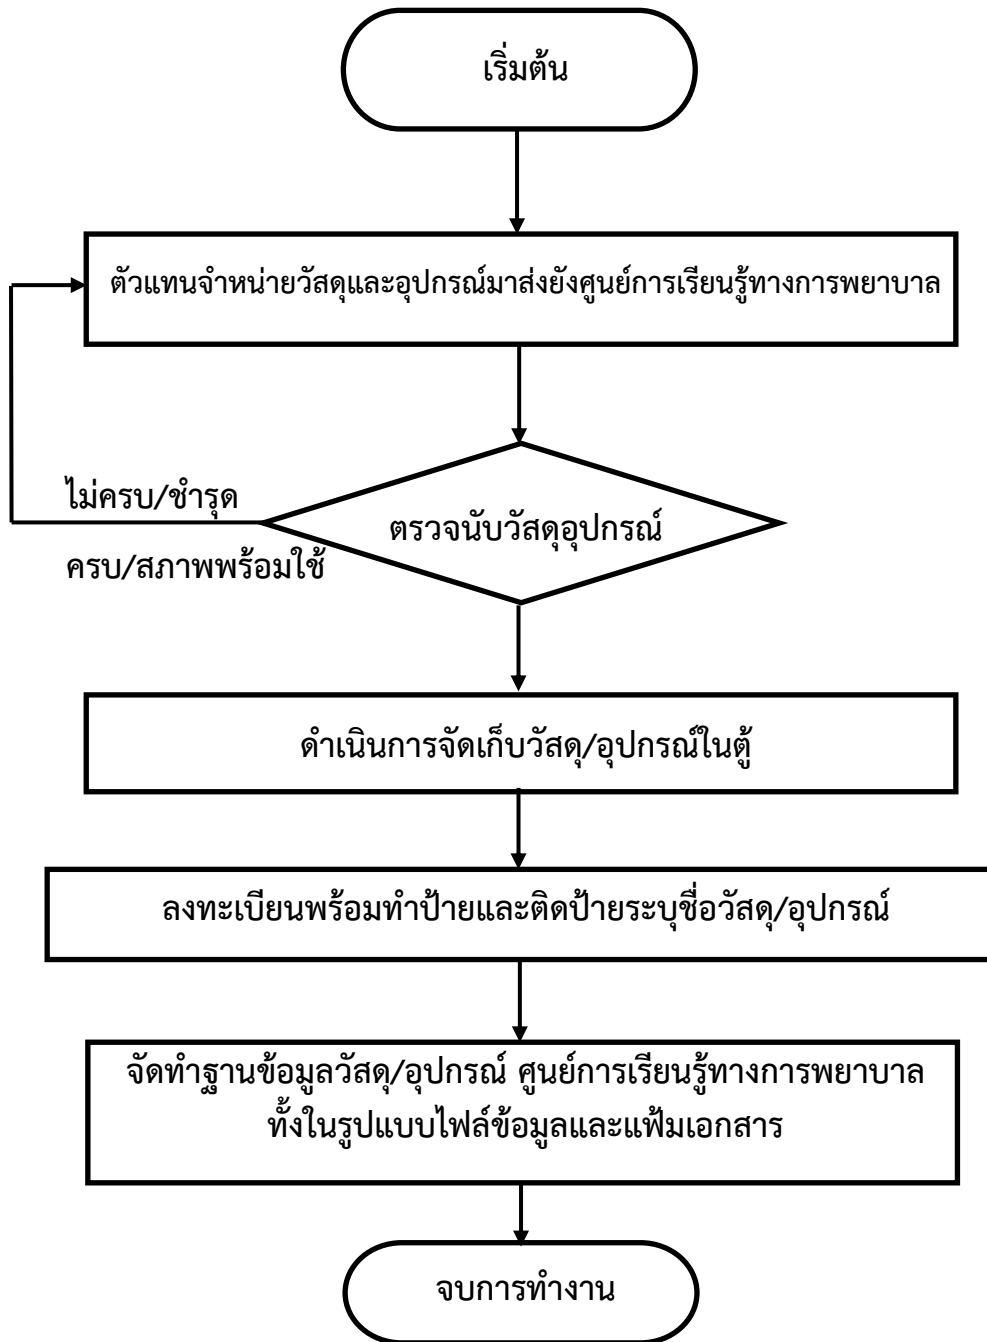 เริ่มต้น
ตัวแทนจำหน่ายวัสดุและอุปกรณ์มาส่งยังศูนย์การเรียนรู้ทางการพยาบาล
ไม่ครบ/ชำรุด
ตรวจนับวัสดุอุปกรณ์
ครบ/สภาพพร้อมใช้
ดำเนินการจัดเก็บวัสดุ/อุปกรณ์ในตู้
ลงทะเบียนพร้อมทำป้ายและติดป้ายระบุชื่อวัสดุ/อุปกรณ์
จัดทำฐานข้อมูลวัสดุ/อุปกรณ์ ศูนย์การเรียนรู้ทางการพยาบาล
ทั้งในรูปแบบไฟล์ข้อมูลและแฟ้มเอกสาร
จบการทำงาน